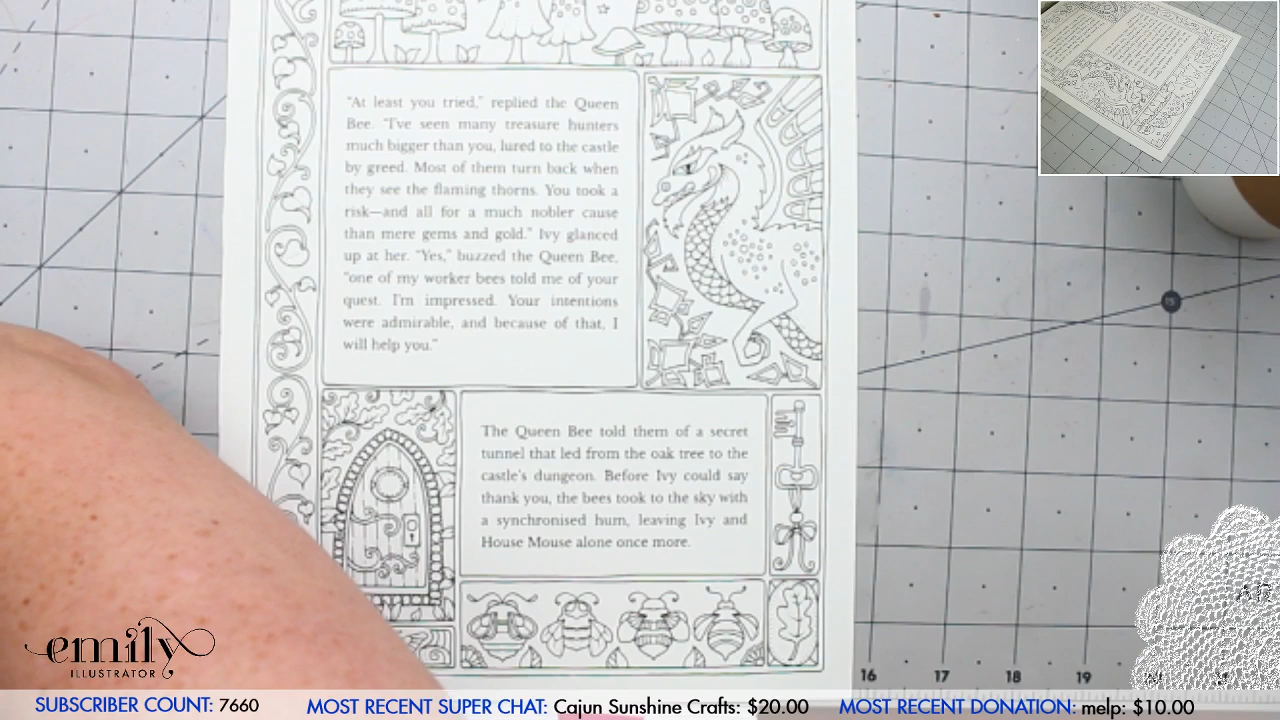 "At least you tried," replied the Queen
Bee. "I've seen many treasure hunters
much bigger than you, lured to the castle
by greed. Most of them turn back when
they see the flaming thorns. You took a
risk—and all for a much nobler cause
than mere gems and gold." Ivy glanced
up at her. "Yes," buzzed the Queen Bee,
"one of my worker bees told me of your
quest. I'm impressed. Your intentions
were admirable, and because of that, I
will help you."
The Queen Bee told them of a secret
tunnel that led from the oak tree to the
castle's dungeon. Before Ivy could say
thank you, the bees took to the sky with
a synchronised hum, leaving Ivy and
House Mouse alone once more.
emily
ILLUSTRATOR
16 17 18 19
SUBSCRIBER COUNT: 7660 MOST RECENT SUPER CHAT: Cajun Sunshine Crafts: $20.00 MOST RECENT DONATION: melp: $10.00